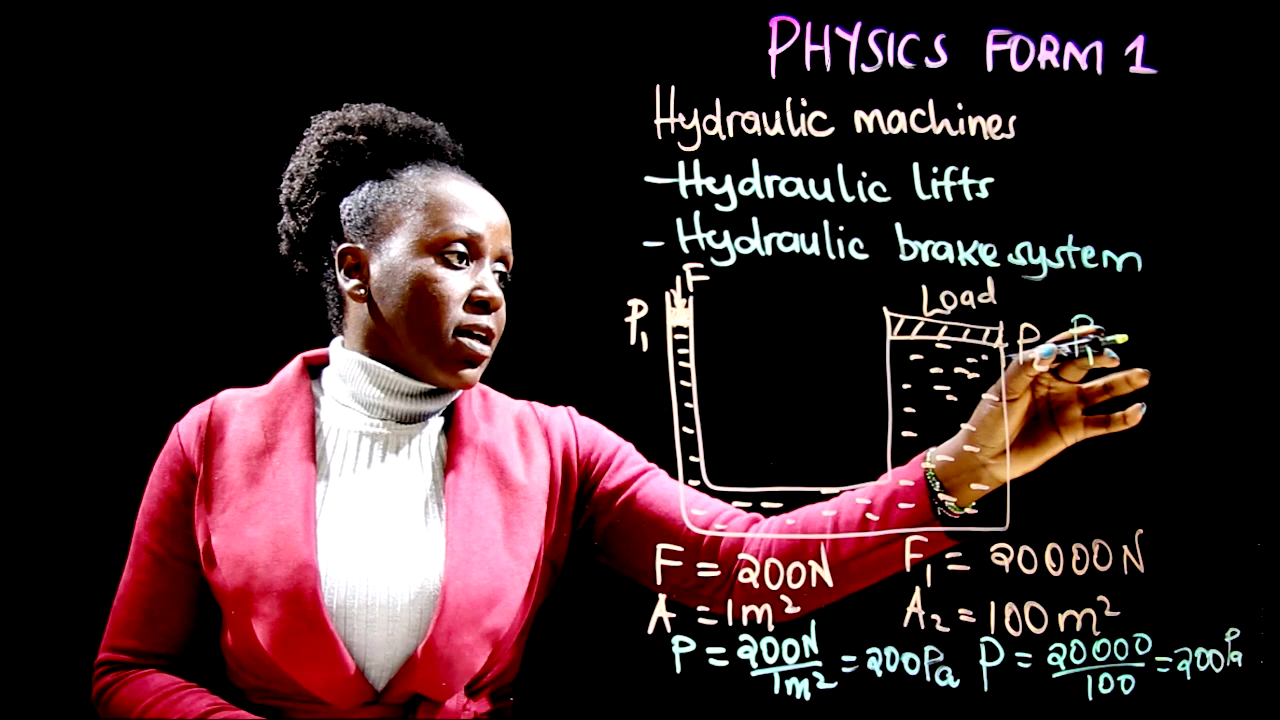 PHYSICS FORM 1
Hydraulic machines
- Hydraulic lifts
- Hydraulic brake system
F
P₁
Load
P₂ = P₁
F = 200N
A = 1m²
P = 200N/1m² = 200Pa
F₁ = 20000N
A₂ = 100m²
P = 20000/100 = 200Pa